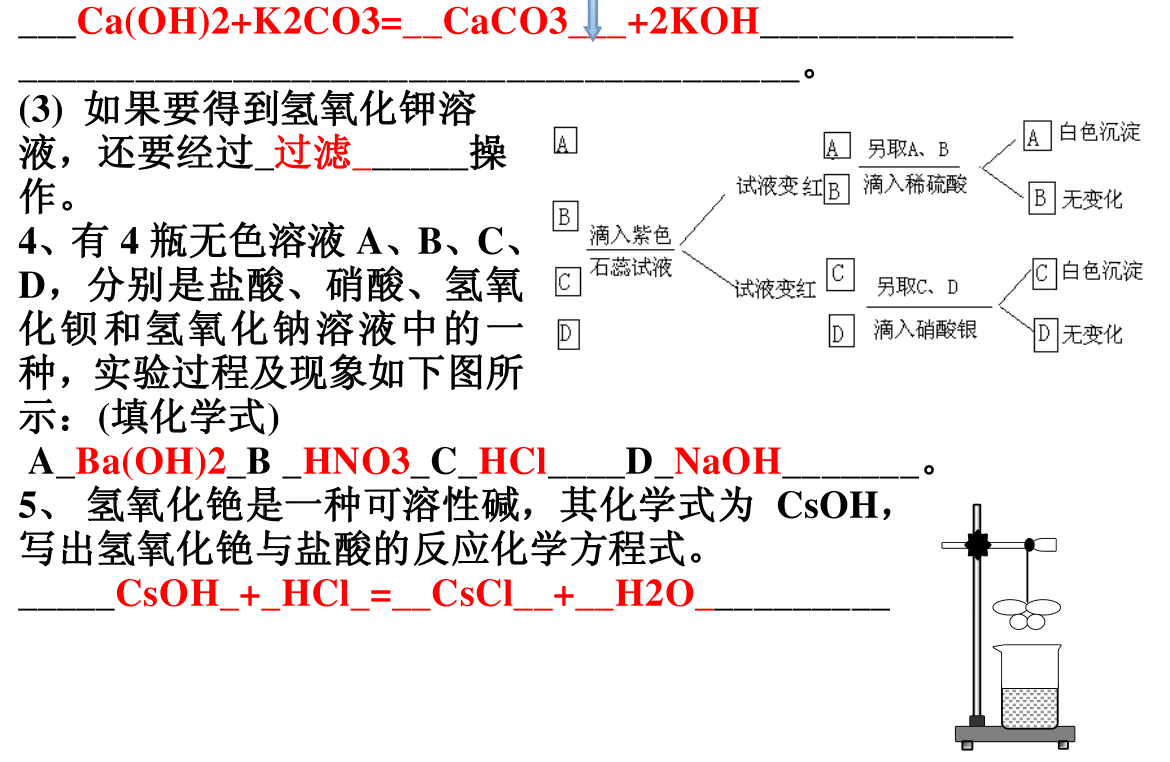 ___Ca(OH)2+K2CO3=__CaCO3___+2KOH_____________
________________________________________。
(3) 如果要得到氢氧化钾溶
液，还要经过_过滤______操
作。
4、有 4 瓶无色溶液 A、B、C、
D，分别是盐酸、硝酸、氢氧
化钡和氢氧化钠溶液中的一
种，实验过程及现象如下图所
示：(填化学式)
A
B
C
D
滴入紫色
石蕊试液
试液变红
A
B
另取A、B
滴入稀硫酸
A 白色沉淀
B 无变化
试液变红
C
D
另取C、D
滴入硝酸银
C 白色沉淀
D 无变化
A_Ba(OH)2_B _HNO3_C_HCl____D_NaOH_______。
5、 氢氧化铯是一种可溶性碱，其化学式为 CsOH，
写出氢氧化铯与盐酸的反应化学方程式。
_____CsOH_+_HCl_=__CsCl__+__H2O__________